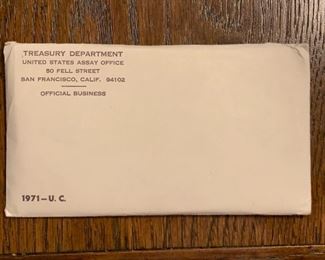 TREASURY DEPARTMENT
UNITED STATES ASSAY OFFICE
50 FELL STREET
SAN FRANCISCO, CALIF. 94102
OFFICIAL BUSINESS
1971—U. C.